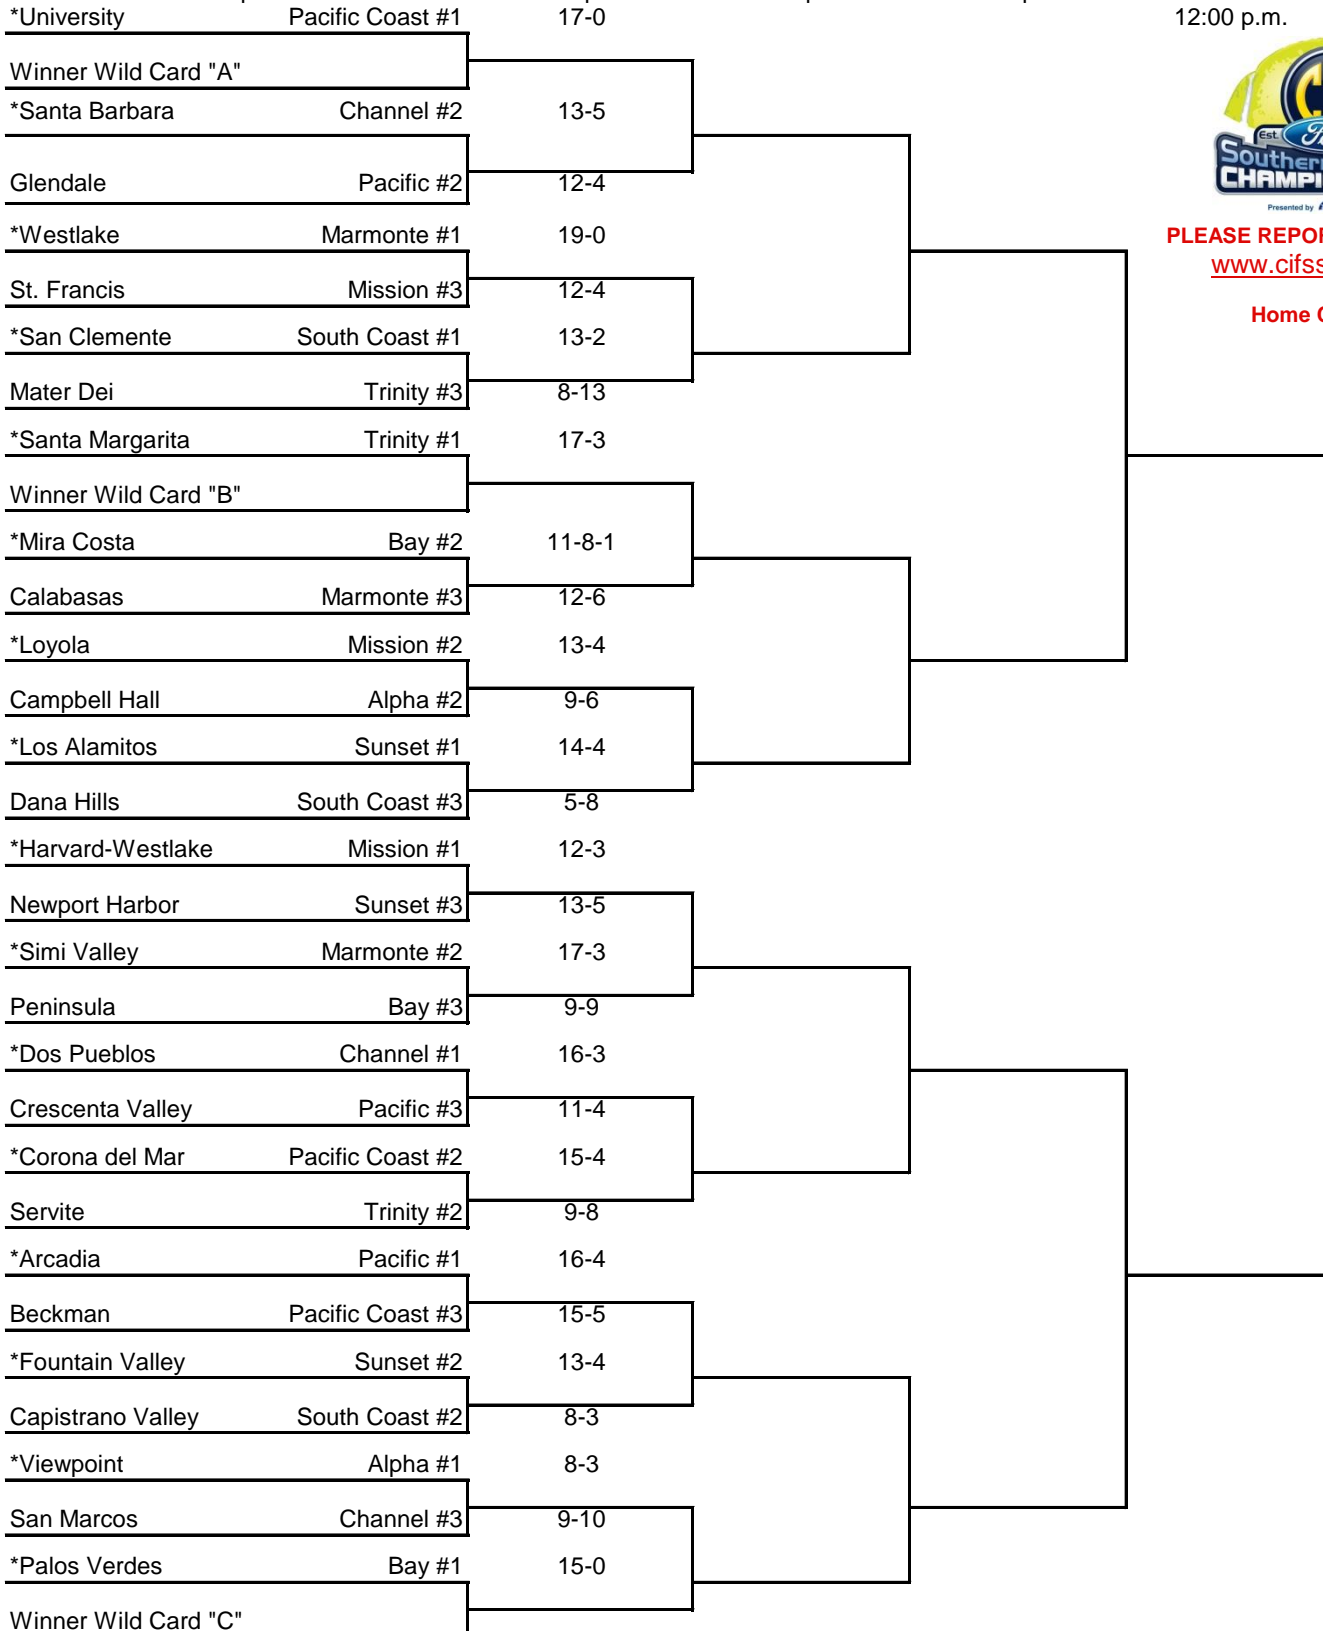 *University Pacific Coast #1 17-0 12:00 p.m.
Winner Wild Card "A"
*Santa Barbara Channel #2 13-5
Est.
Southern
Glendale Pacific #2 12-4
Presented by
*Westlake Marmonte #1 19-0
PLEASE REPO
www.cifss
St. Francis Mission #3 12-4
Home
*San Clemente South Coast #1 13-2
Mater Dei Trinity #3 8-13
*Santa Margarita Trinity #1 17-3
Winner Wild Card "B"
*Mira Costa Bay #2 11-8-1
Calabasas Marmonte #3 12-6
*Loyola Mission #2 13-4
Campbell Hall Alpha #2 9-6
*Los Alamitos Sunset #1 14-4
Dana Hills South Coast #3 5-8
*Harvard-Westlake Mission #1 12-3
Newport Harbor Sunset #3 13-5
*Simi Valley Marmonte #2 17-3
Peninsula Bay #3 9-9
*Dos Pueblos Channel #1 16-3
Crescenta Valley Pacific #3 11-4
*Corona del Mar Pacific Coast #2 15-4
Servite Trinity #2 9-8
*Arcadia Pacific #1 16-4
Beckman Pacific Coast #3 15-5
*Fountain Valley Sunset #2 13-4
Capistrano Valley South Coast #2 8-3
*Viewpoint Alpha #1 8-3
San Marcos Channel #3 9-10
*Palos Verdes Bay #1 15-0
Winner Wild Card "C"